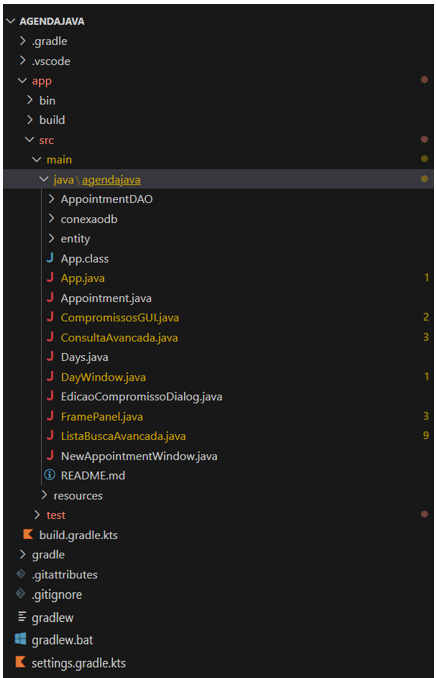 AGENDAJAVA
.gradle
.vscode
app
bin
build
src
main
java\agendajava
AppointmentDAO
conexaodb
entity
App.class
App.java 1
Appointment.java
CompromissosGUI.java 2
ConsultaAvancada.java 3
Days.java
DayWindow.java 1
EdicaoCompromissoDialog.java
FramePanel.java 3
ListaBuscaAvancada.java 9
NewAppointmentWindow.java
README.md
resources
test
build.gradle.kts
gradle
.gitattributes
.gitignore
gradlew
gradlew.bat
settings.gradle.kts